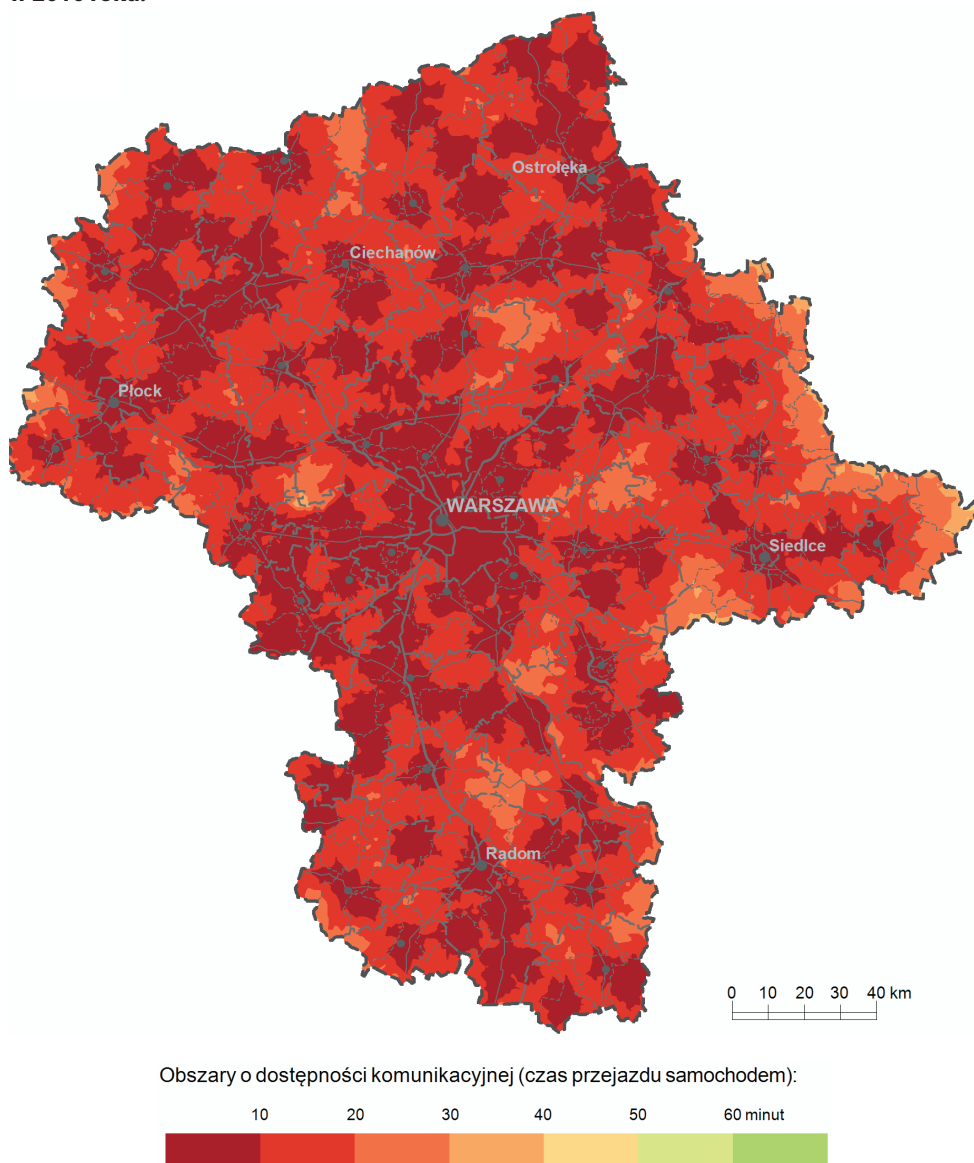 Ostrołęka
Ciechanów
Płock
WARSZAWA
Siedlce
Radom
0 10 20 30 40 km
Obszary o dostępności komunikacyjnej (czas przejazdu samochodem):
10 20 30 40 50 60 minut